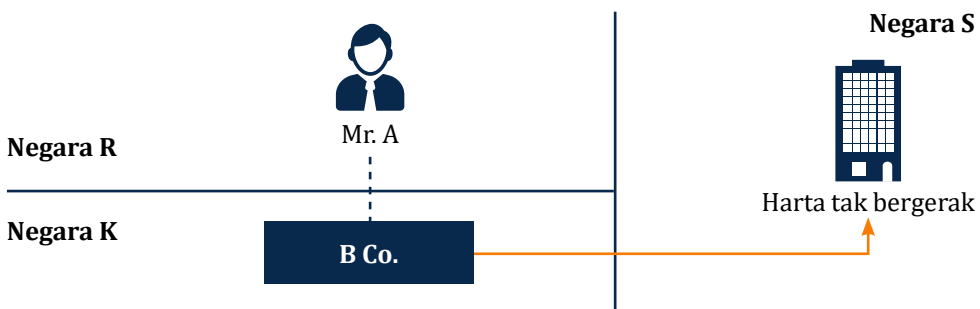 Negara S
Mr. A
Negara R
Harta tak bergerak
Negara K
B Co.